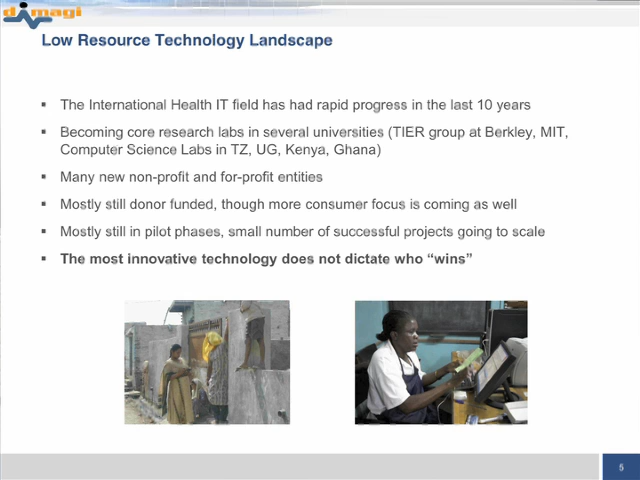 dimagi
Low Resource Technology Landscape
▪ The International Health IT field has had rapid progress in the last 10 years
▪ Becoming core research labs in several universities (TIER group at Berkley, MIT,
Computer Science Labs in TZ, UG, Kenya, Ghana)
▪ Many new non-profit and for-profit entities
▪ Mostly still donor funded, though more consumer focus is coming as well
▪ Mostly still in pilot phases, small number of successful projects going to scale
▪ The most innovative technology does not dictate who “wins”
5